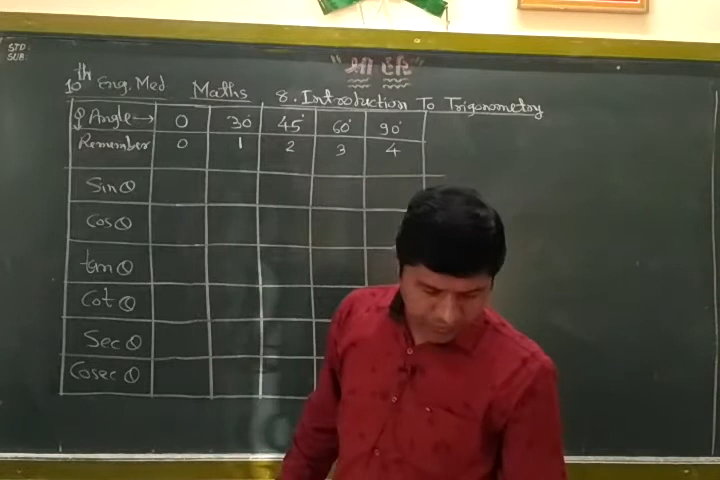 STD:
SUB:
"શ્રી હરિ"
10th Eng. Med Maths 8. Introduction To Trigonometry
Angle → 0 30° 45° 60° 90°
Remember 0 1 2 3 4
Sin θ
Cos θ
tan θ
Cot θ
Sec θ
Cosec θ